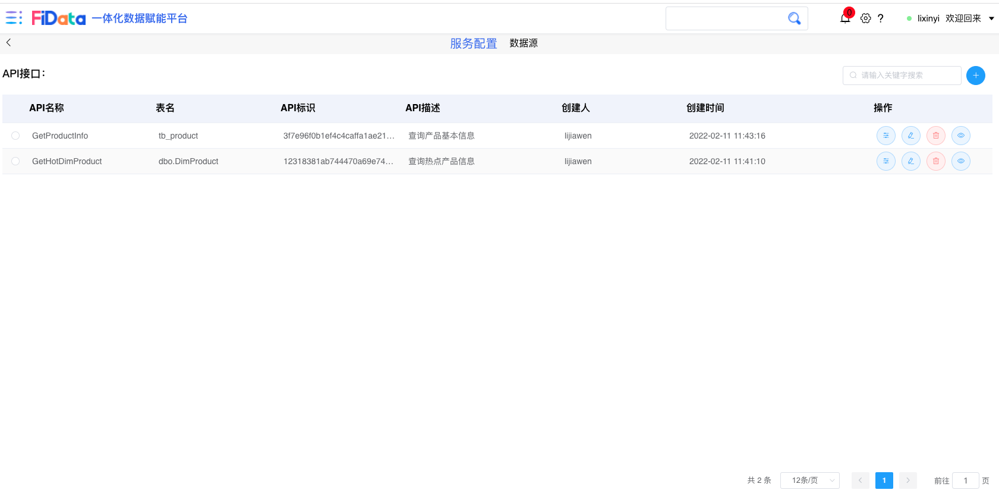 FiData 一体化数据赋能平台 0 ? lixinyi 欢迎回来
服务配置 数据源
API接口：
请输入关键字搜索
API名称 表名 API标识 API描述 创建人 创建时间 操作
GetProductInfo tb_product 3f7e96f0b1ef4c4caffa1ae21... 查询产品基本信息 lijiawen 2022-02-11 11:43:16
GetHotDimProduct dbo.DimProduct 12318381ab744470a69e74... 查询热点产品信息 lijiawen 2022-02-11 11:41:10
共 2 条 12条/页 1 前往 1 页